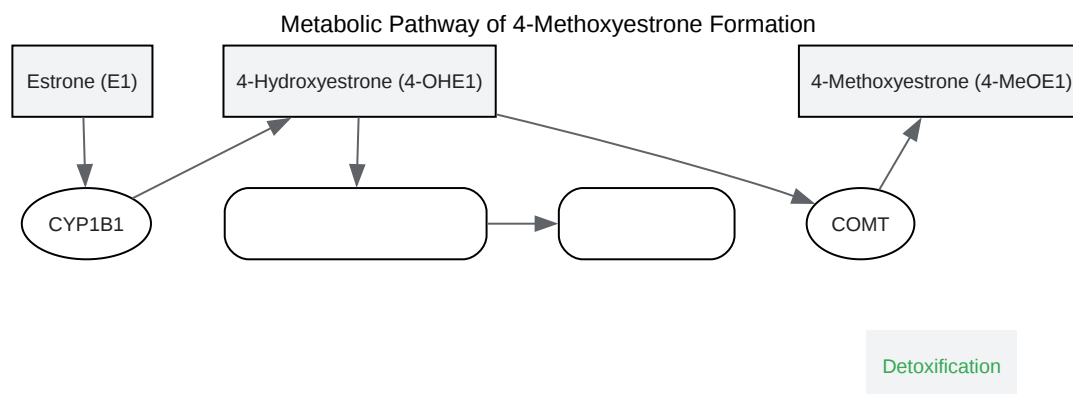 Metabolic Pathway of 4-Methoxyestrone Formation
Estrone (E1)
4-Hydroxyestrone (4-OHE1)
4-Methoxyestrone (4-MeOE1)
CYP1B1
COMT
Detoxification